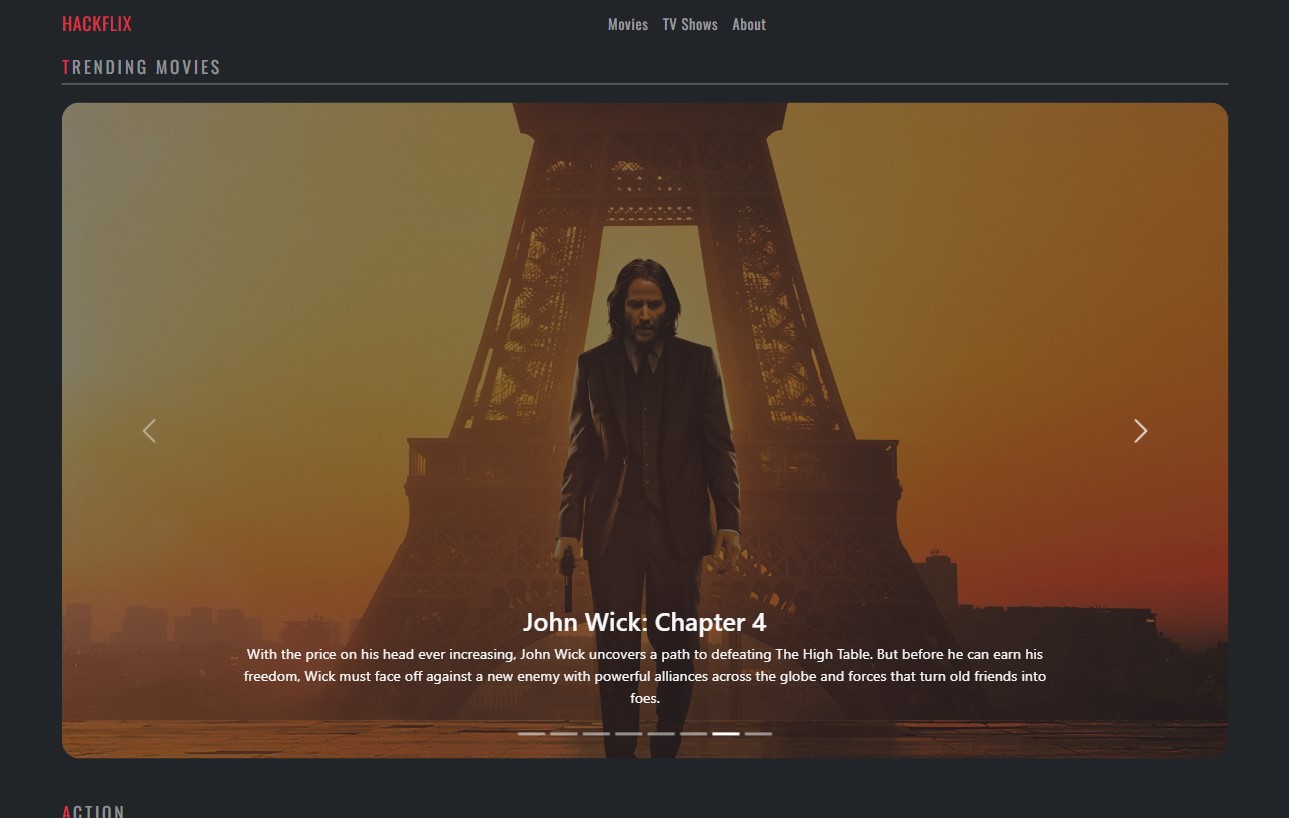 HACKFLIX
Movies TV Shows About
TRENDING MOVIES
John Wick: Chapter 4
With the price on his head ever increasing, John Wick uncovers a path to defeating The High Table. But before he can earn his
freedom, Wick must face off against a new enemy with powerful alliances across the globe and forces that turn old friends into
foes.
ACTION